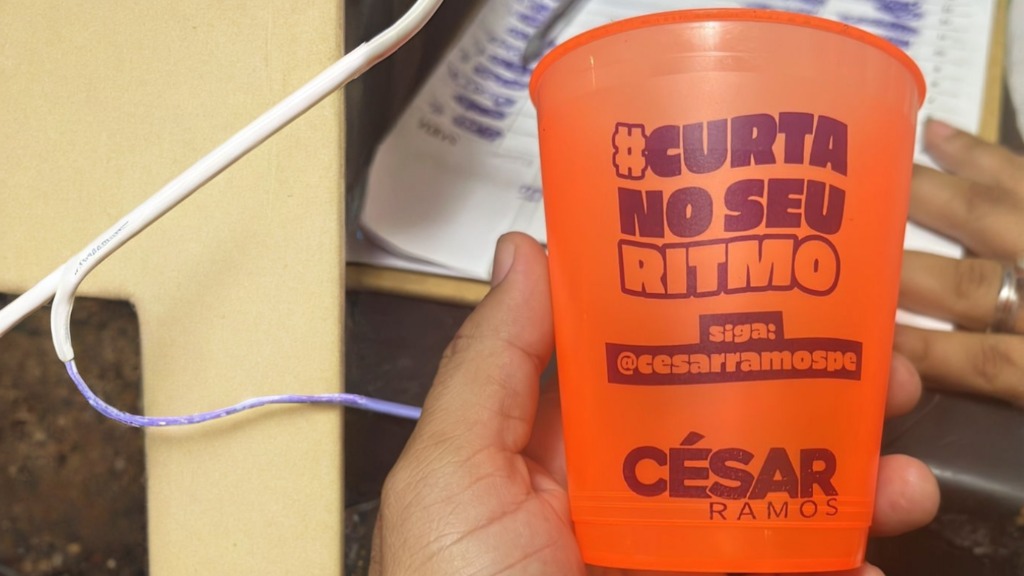 #CURTA
NO SEU
RITMO
Siga:
@cesarramospe
CÉSAR
RAMOS